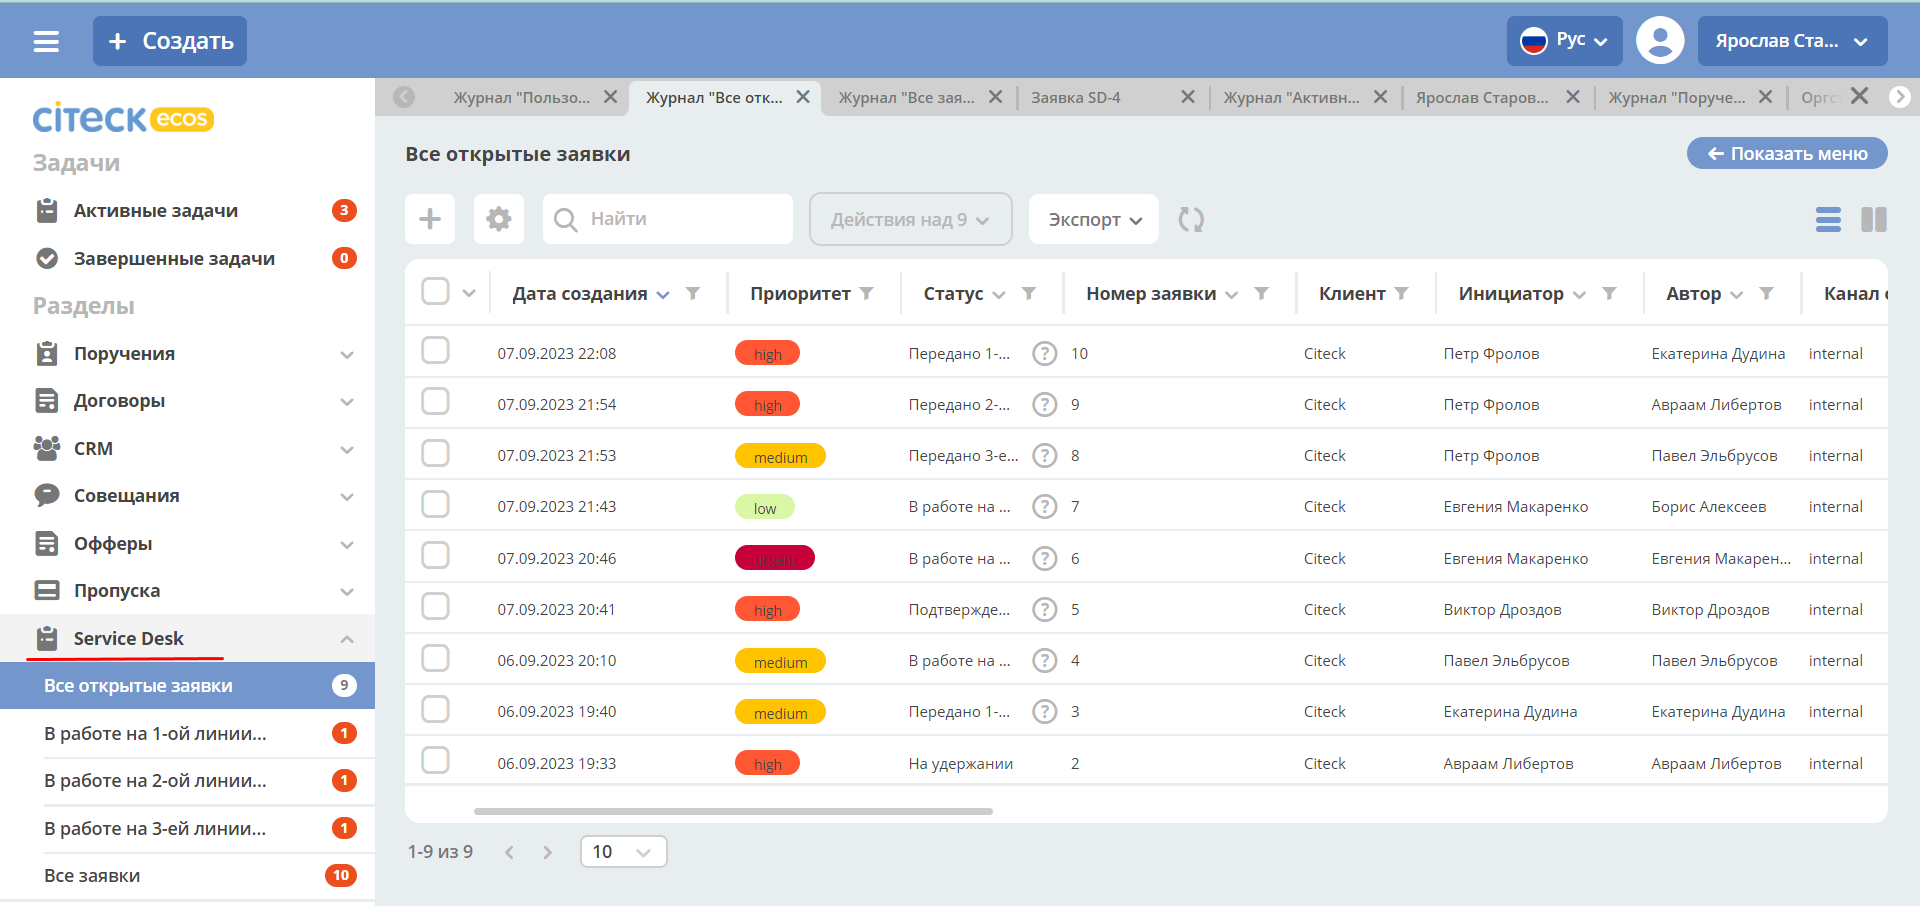 + Создать
Рус
Ярослав Ста...
citeck ecos
Задачи
Активные задачи 3
Завершенные задачи 0
Разделы
Поручения
Договоры
CRM
Совещания
Офферы
Пропуска
Service Desk
Все открытые заявки 9
В работе на 1-ой линии... 1
В работе на 2-ой линии... 1
В работе на 3-ей линии... 1
Все заявки 10
Журнал "Пользо... Журнал "Все отк... Журнал "Все зая... Заявка SD-4 Журнал "Активн... Ярослав Старов... Журнал "Поруче... Оргст
Все открытые заявки
Показать меню
Найти
Действия над 9
Экспорт
Дата создания Приоритет Статус Номер заявки Клиент Инициатор Автор Канал
07.09.2023 22:08 high Передано 1-... ? 10 Citeck Петр Фролов Екатерина Дудина internal
07.09.2023 21:54 high Передано 2-... ? 9 Citeck Петр Фролов Авраам Либертов internal
07.09.2023 21:53 medium Передано 3-е... ? 8 Citeck Петр Фролов Павел Эльбрусов internal
07.09.2023 21:43 low В работе на ... ? 7 Citeck Евгения Макаренко Борис Алексеев internal
07.09.2023 20:46 urgent В работе на ... ? 6 Citeck Евгения Макаренко Евгения Макарен... internal
07.09.2023 20:41 high Подтвержде... ? 5 Citeck Виктор Дроздов Виктор Дроздов internal
06.09.2023 20:10 medium В работе на ... ? 4 Citeck Павел Эльбрусов Павел Эльбрусов internal
06.09.2023 19:40 medium Передано 1-... ? 3 Citeck Екатерина Дудина Екатерина Дудина internal
06.09.2023 19:33 high На удержании 2 Citeck Авраам Либертов Авраам Либертов internal
1-9 из 9
10